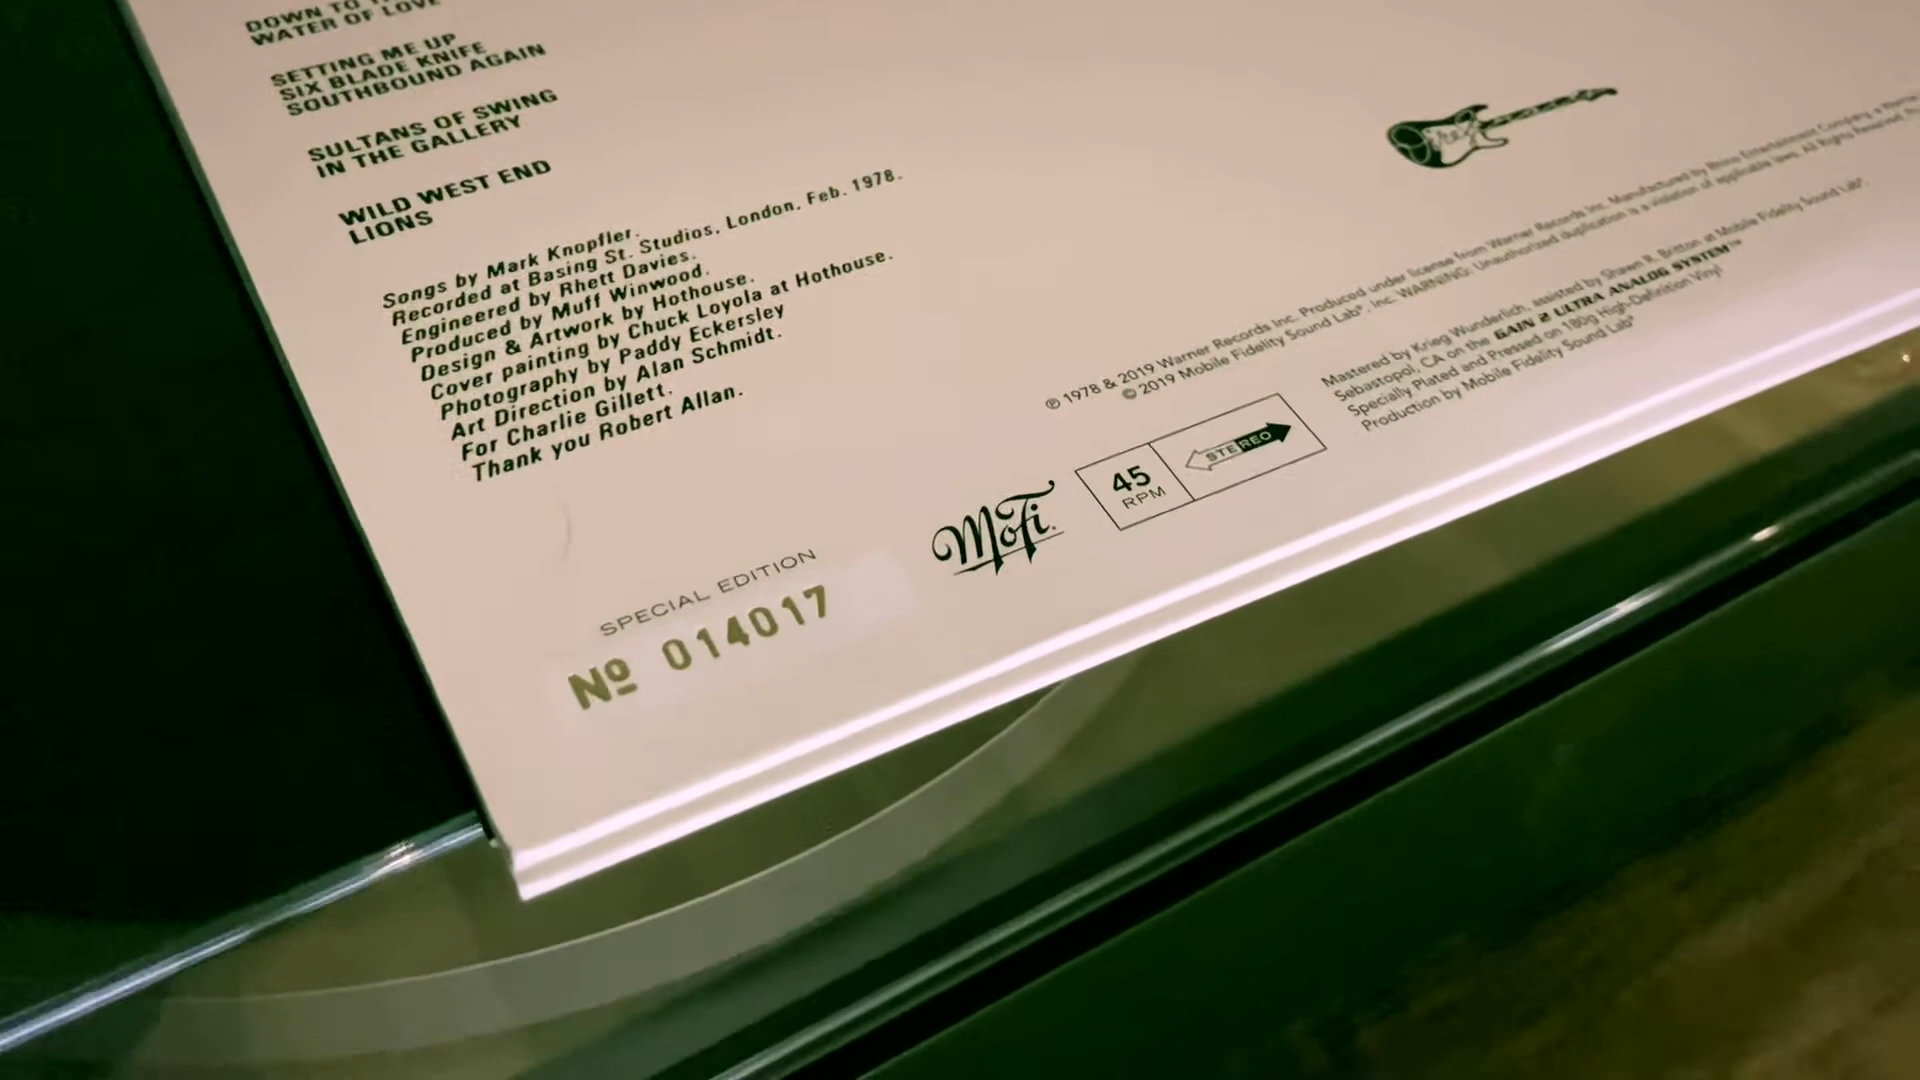 DOWN TO
WATER OF LOVE
SETTING ME UP
SIX BLADE KNIFE
SOUTHBOUND AGAIN
SULTANS OF SWING
IN THE GALLERY
WILD WEST END
LIONS
Songs by Mark Knopfler.
Recorded at Basing St. Studios, London, Feb. 1978.
Engineered by Rhett Davies.
Produced by Muff Winwood.
Design & Artwork by Hothouse.
Cover painting by Chuck Loyola at Hothouse.
Photography by Paddy Eckersley
Art Direction by Alan Schmidt.
For Charlie Gillett.
Thank you Robert Allan.
℗ 1978 & 2019 Warner Records Inc. Produced under license from Warner Records Inc. Manufactured by Rhino Entertainment Company, a
© 2019 Mobile Fidelity Sound Lab®, Inc. WARNING: Unauthorized duplication is a violation of applicable laws. All Rights Reserved.
45
RPM
STEREO
Mastered by Krieg Wunderlich, assisted by Shawn R. Britton at Mobile Fidelity Sound Lab®,
Sebastopol, CA on the GAIN 2 ULTRA ANALOG SYSTEM™
Specially Plated and Pressed on 180g High-Definition Vinyl
Production by Mobile Fidelity Sound Lab®
MoFi
SPECIAL EDITION
Nº 014017